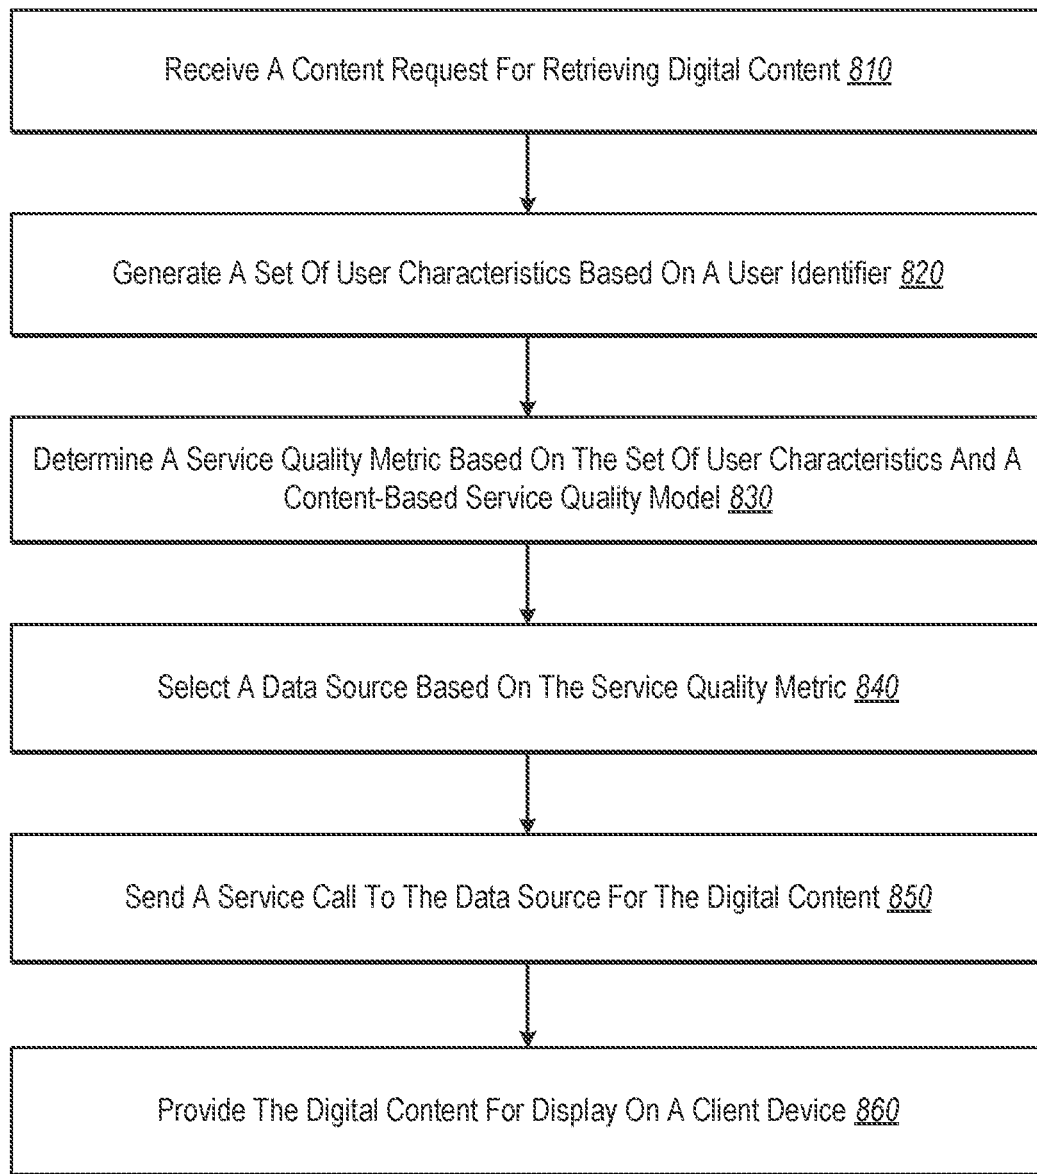 Receive A Content Request For Retrieving Digital Content 810
Generate A Set Of User Characteristics Based On A User Identifier 820
Determine A Service Quality Metric Based On The Set Of User Characteristics And A
Content-Based Service Quality Model 830
Select A Data Source Based On The Service Quality Metric 840
Send A Service Call To The Data Source For The Digital Content 850
Provide The Digital Content For Display On A Client Device 860